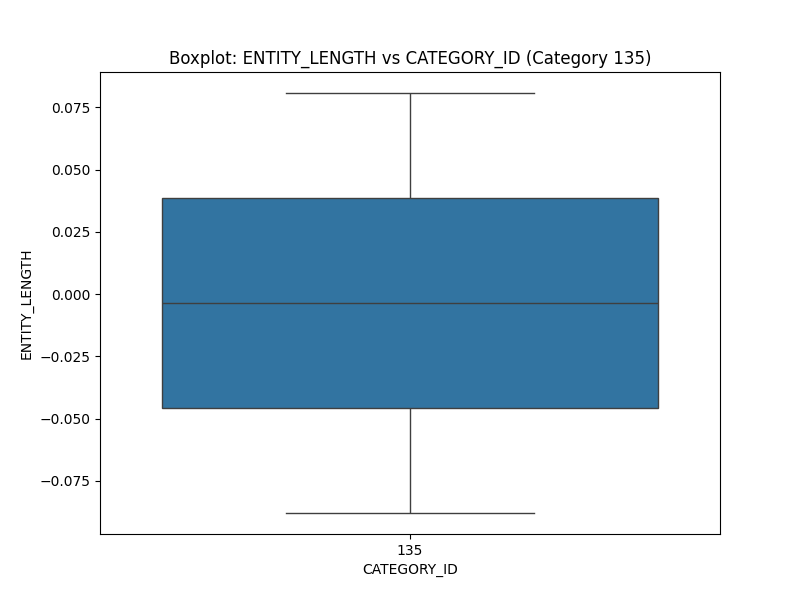 Boxplot: ENTITY_LENGTH vs CATEGORY_ID (Category 135)
0.075
0.050
0.025
0.000
−0.025
−0.050
−0.075
ENTITY_LENGTH
135
CATEGORY_ID